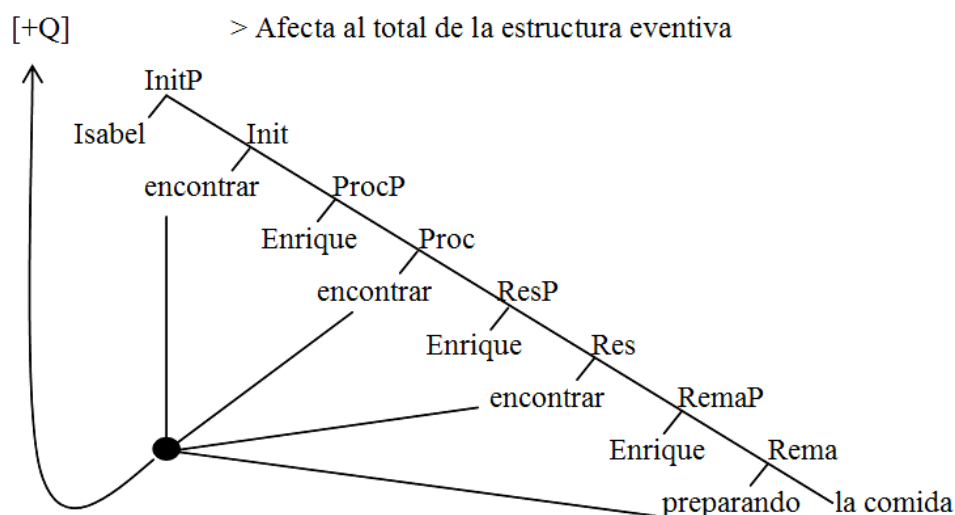 [+Q] > Afecta al total de la estructura eventiva
InitP
Isabel Init
encontrar ProcP
Enrique Proc
encontrar ResP
Enrique Res
encontrar RemaP
Enrique Rema
preparando la comida